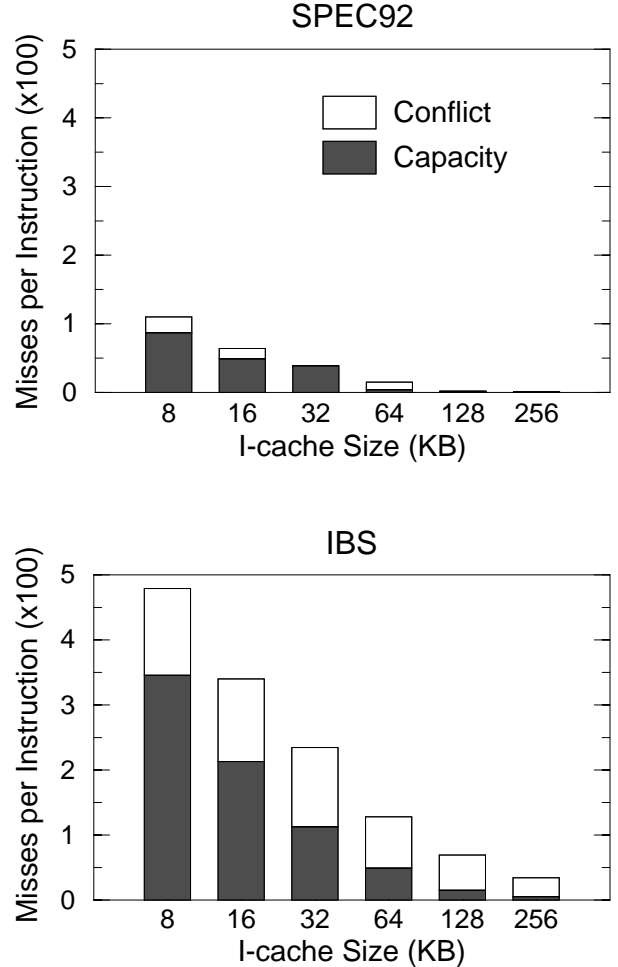 SPEC92
Misses per Instruction (x100)
5
4
3
2
1
0
Conflict
Capacity
8 16 32 64 128 256
I-cache Size (KB)
IBS
Misses per Instruction (x100)
5
4
3
2
1
0
8 16 32 64 128 256
I-cache Size (KB)